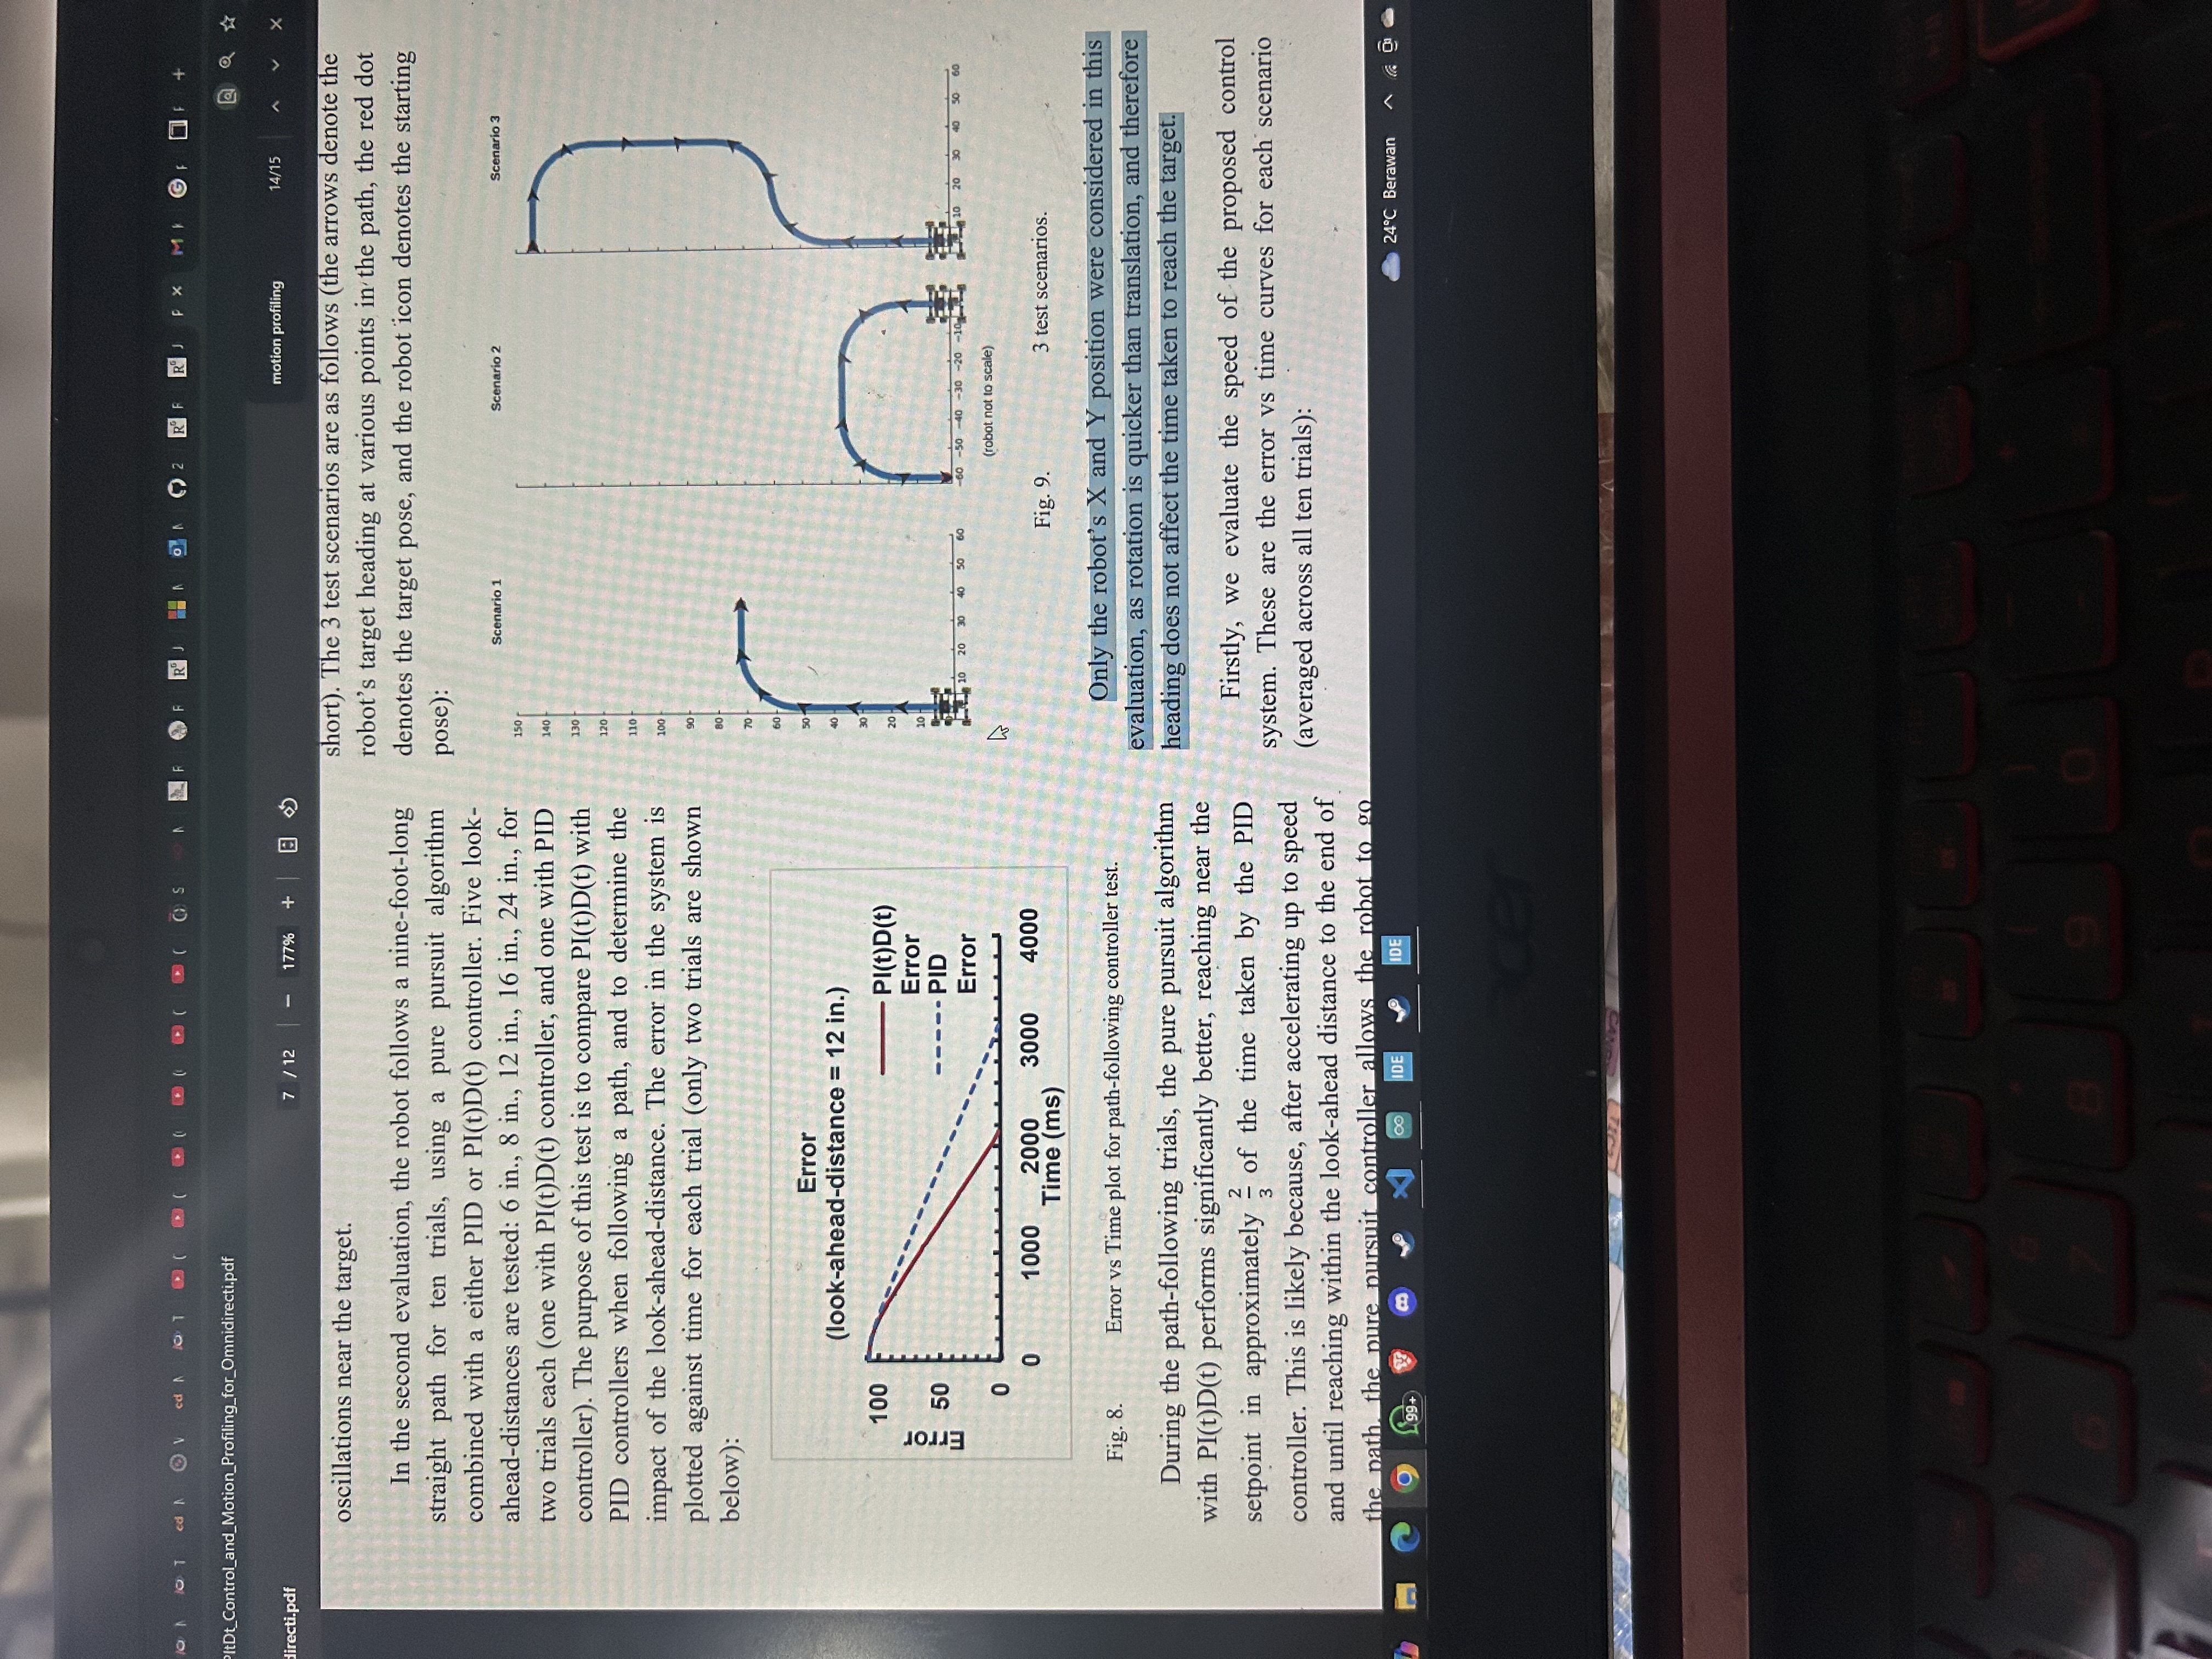 PItDt_Control_and_Motion_Profiling_for_Omnidirecti.pdf
directi.pdf
7 / 12
177%
motion profiling
14/15
oscillations near the target.
In the second evaluation, the robot follows a nine-foot-long
straight path for ten trials, using a pure pursuit algorithm
combined with a either PID or PI(t)D(t) controller. Five look-
ahead-distances are tested: 6 in., 8 in., 12 in., 16 in., 24 in., for
two trials each (one with PI(t)D(t) controller, and one with PID
controller). The purpose of this test is to compare PI(t)D(t) with
PID controllers when following a path, and to determine the
impact of the look-ahead-distance. The error in the system is
plotted against time for each trial (only two trials are shown
below):
Error
(look-ahead-distance = 12 in.)
100
50
0
Error
PI(t)D(t)
Error
PID
Error
0 1000 2000 3000 4000
Time (ms)
Fig. 8. Error vs Time plot for path-following controller test.
During the path-following trials, the pure pursuit algorithm
with PI(t)D(t) performs significantly better, reaching near the
setpoint in approximately 2/3 of the time taken by the PID
controller. This is likely because, after accelerating up to speed
and until reaching within the look-ahead distance to the end of
the path, the pure pursuit controller allows the robot to go
short). The 3 test scenarios are as follows (the arrows denote the
robot's target heading at various points in the path, the red dot
denotes the target pose, and the robot icon denotes the starting
pose):
Scenario 1 Scenario 2 Scenario 3
150
140
130
120
110
100
90
80
70
60
50
40
30
20
10
10 20 30 40 50 60
-60 -50 -40 -30 -20 -10
10 20 30 40 50 60
(robot not to scale)
Fig. 9. 3 test scenarios.
Only the robot's X and Y position were considered in this
evaluation, as rotation is quicker than translation, and therefore
heading does not affect the time taken to reach the target.
Firstly, we evaluate the speed of the proposed control
system. These are the error vs time curves for each scenario
(averaged across all ten trials):
99+
IDE
IDE
24°C Berawan
acer
6 7 8 9 0